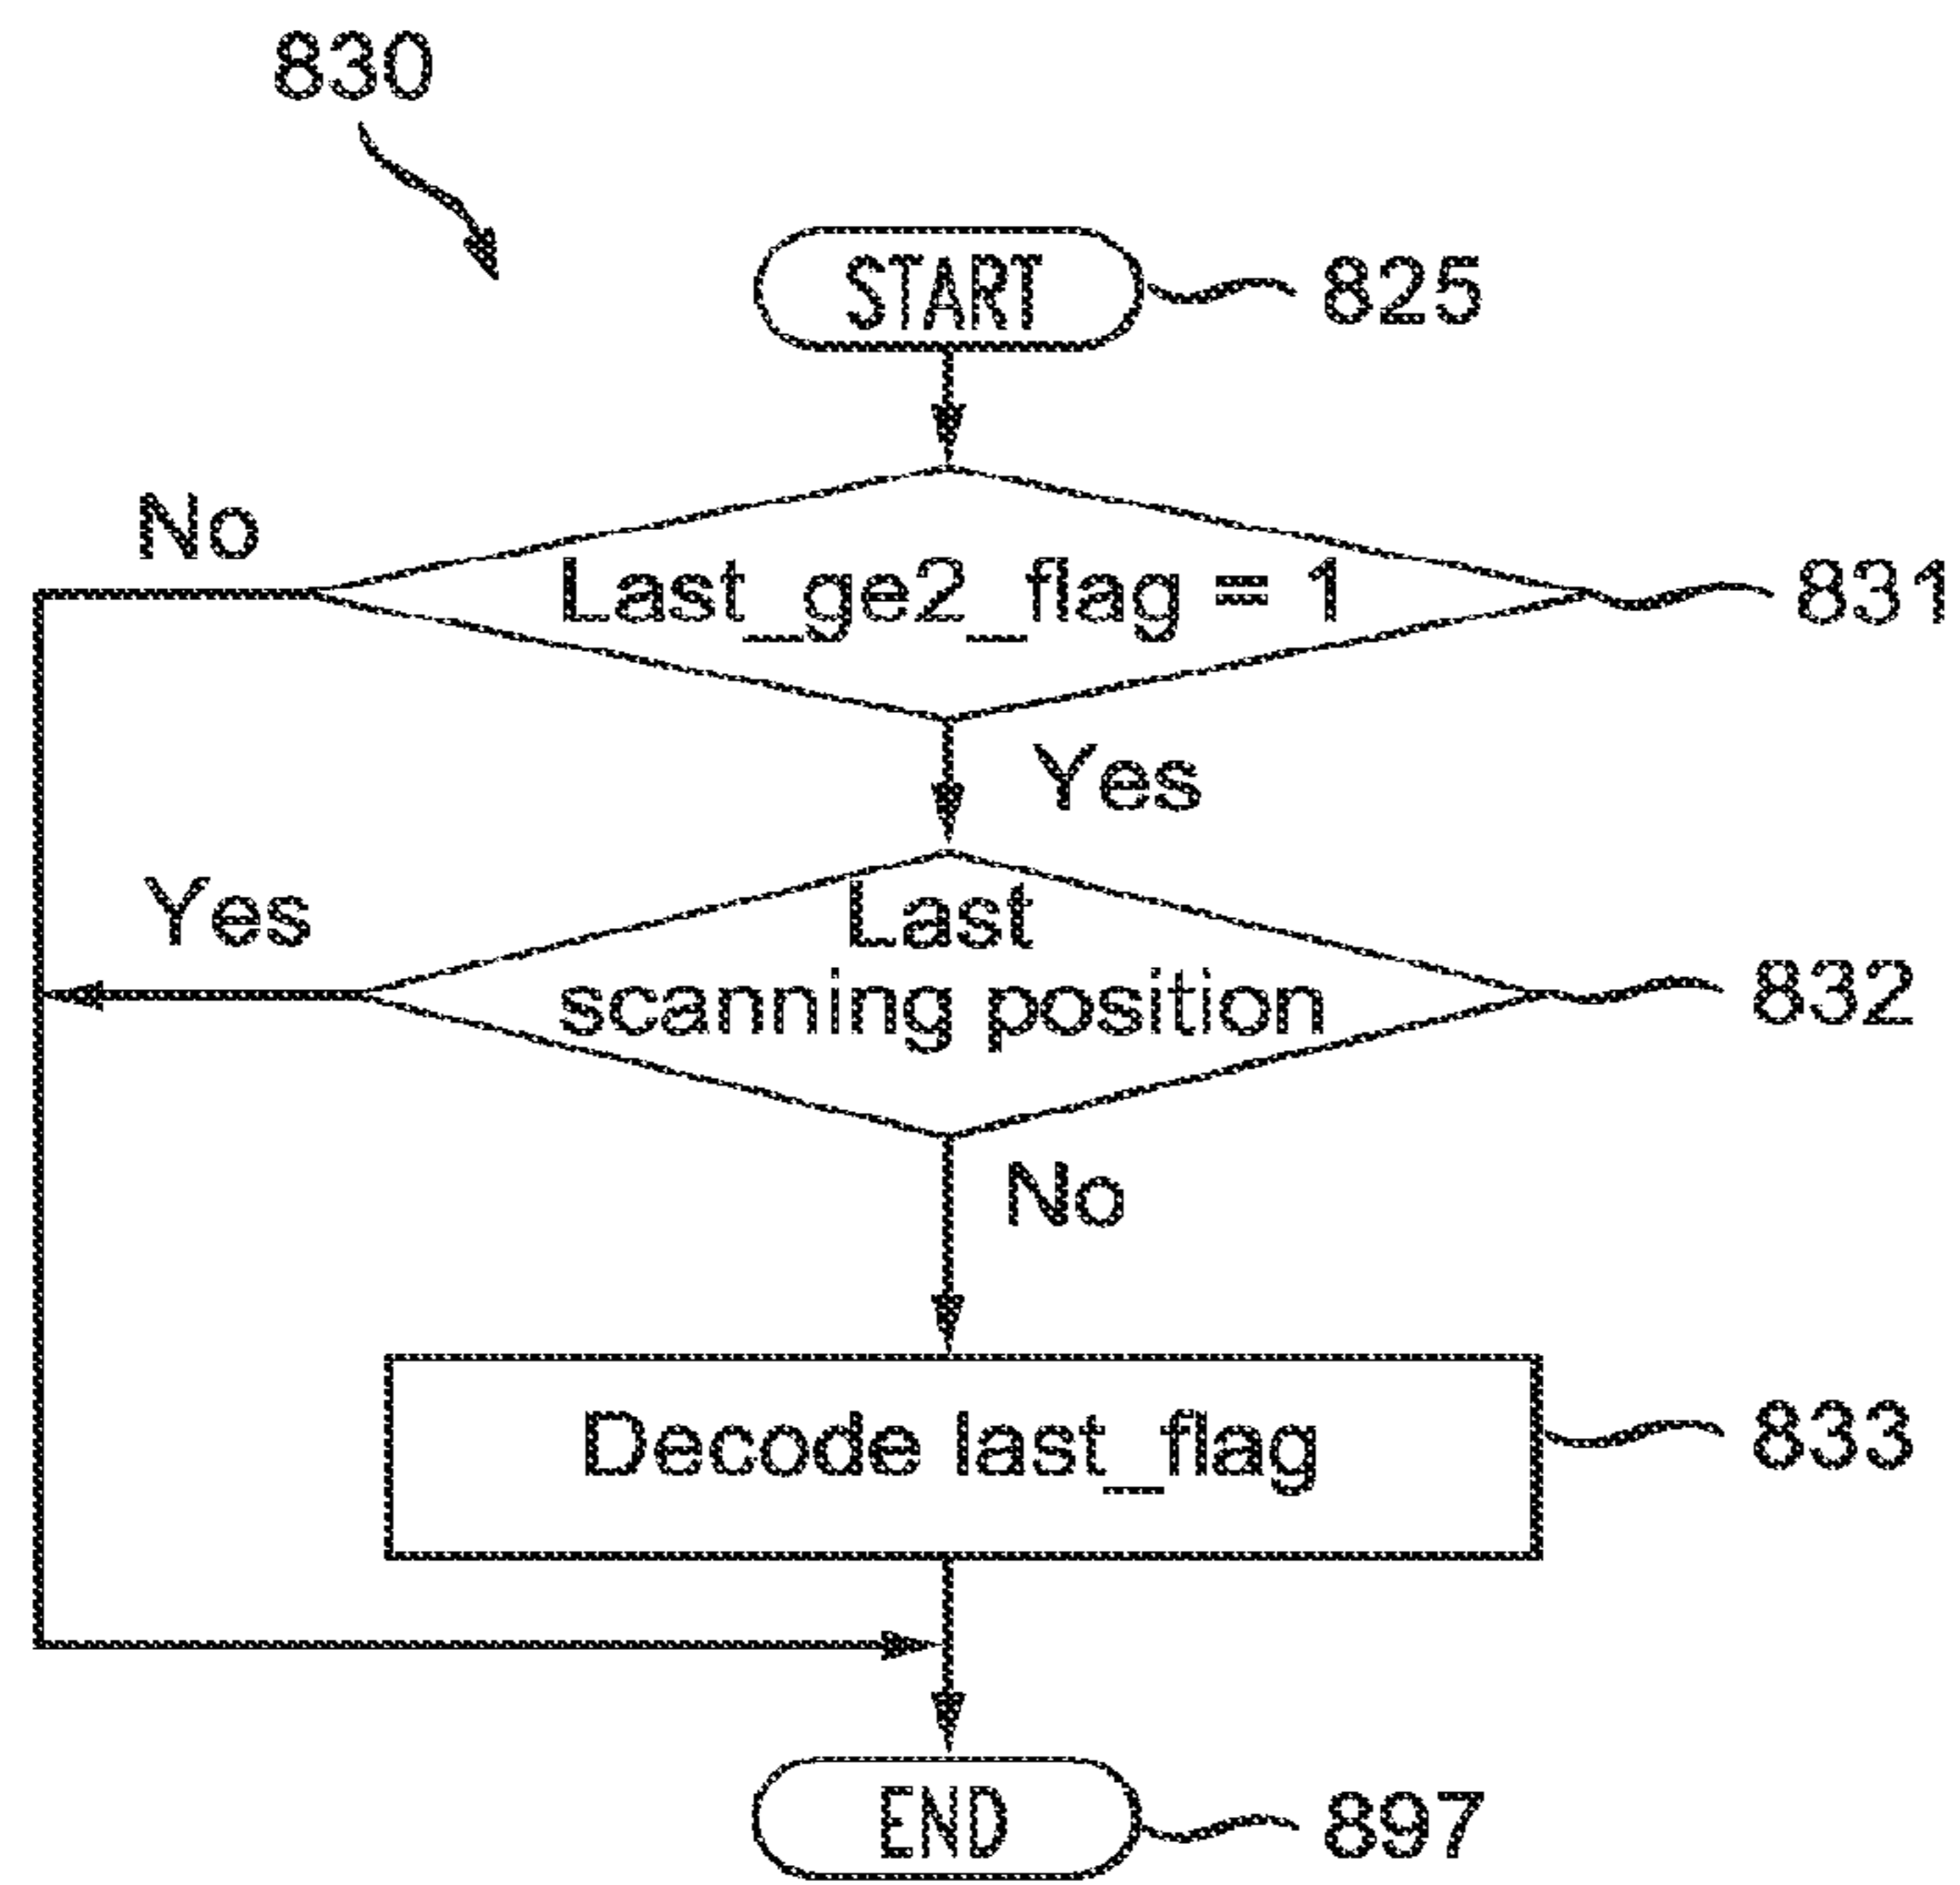 830
START
825
No
Last_ge2_flag = 1
831
Yes
Yes
Last
scanning position
832
No
Decode last_flag
833
END
897